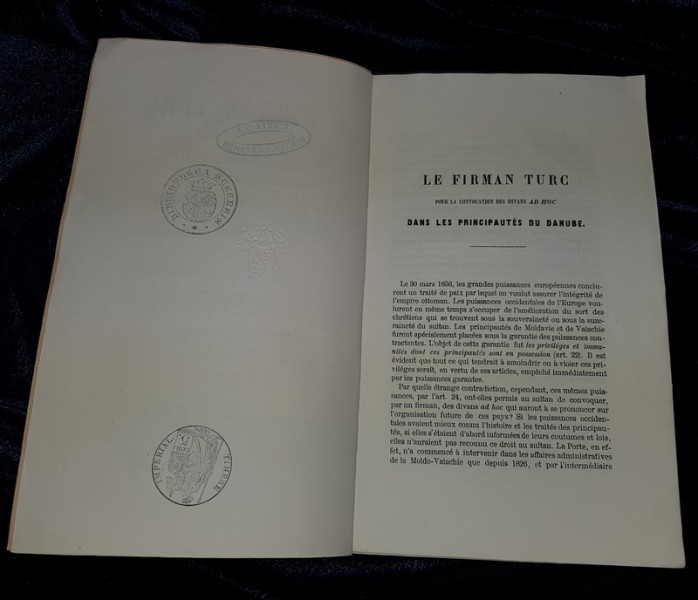 BIBLIOTHECA
TIMBRE IMPERIAL
LE FIRMAN TURC
POUR LA CONVOCATION DES DIVANS AD HOC
DANS LES PRINCIPAUTÉS DU DANUBE.
Le 30 mars 1856, les grandes puissances européennes conclu-
rent un traité de paix par lequel on voulut assurer l'intégrité de
l'empire ottoman. Les puissances occidentales de l'Europe vou-
lurent en même temps s'occuper de l'amélioration du sort des
chrétiens qui se trouvent sous la souveraineté ou sous la suze-
raineté du sultan. Les principautés de Moldavie et de Valachie
furent spécialement placées sous la garantie des puissances con-
tractantes. L'objet de cette garantie fut les priviléges et immu-
nités dont ces principautés sont en possession (art. 22). Il est
évident que tout ce qui tendrait à amoindrir ou à violer ces pri-
viléges serait, en vertu de ces articles, empêché immédiatement
par les puissances garantes.
Par quelle étrange contradiction, cependant, ces mêmes puis-
sances, par l'art. 24, ont-elles permis au sultan de convoquer,
par un firman, des divans ad hoc qui auront à se prononcer sur
l'organisation future de ces pays? Si les puissances occiden-
tales avaient mieux connu l'histoire et les traités des principau-
tés, si elles s'étaient d'abord informées de leurs coutumes et lois,
elles n'auraient pas reconnu ce droit au sultan. La Porte, en ef-
fet, n'a commencé à intervenir dans les affaires administratives
de la Moldo-Valachie que depuis 1826, et par l'intermédiaire